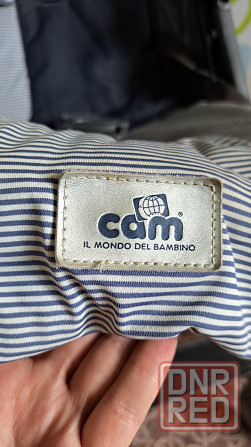 cam®
IL MONDO DEL BAMBINO
DNR
RED